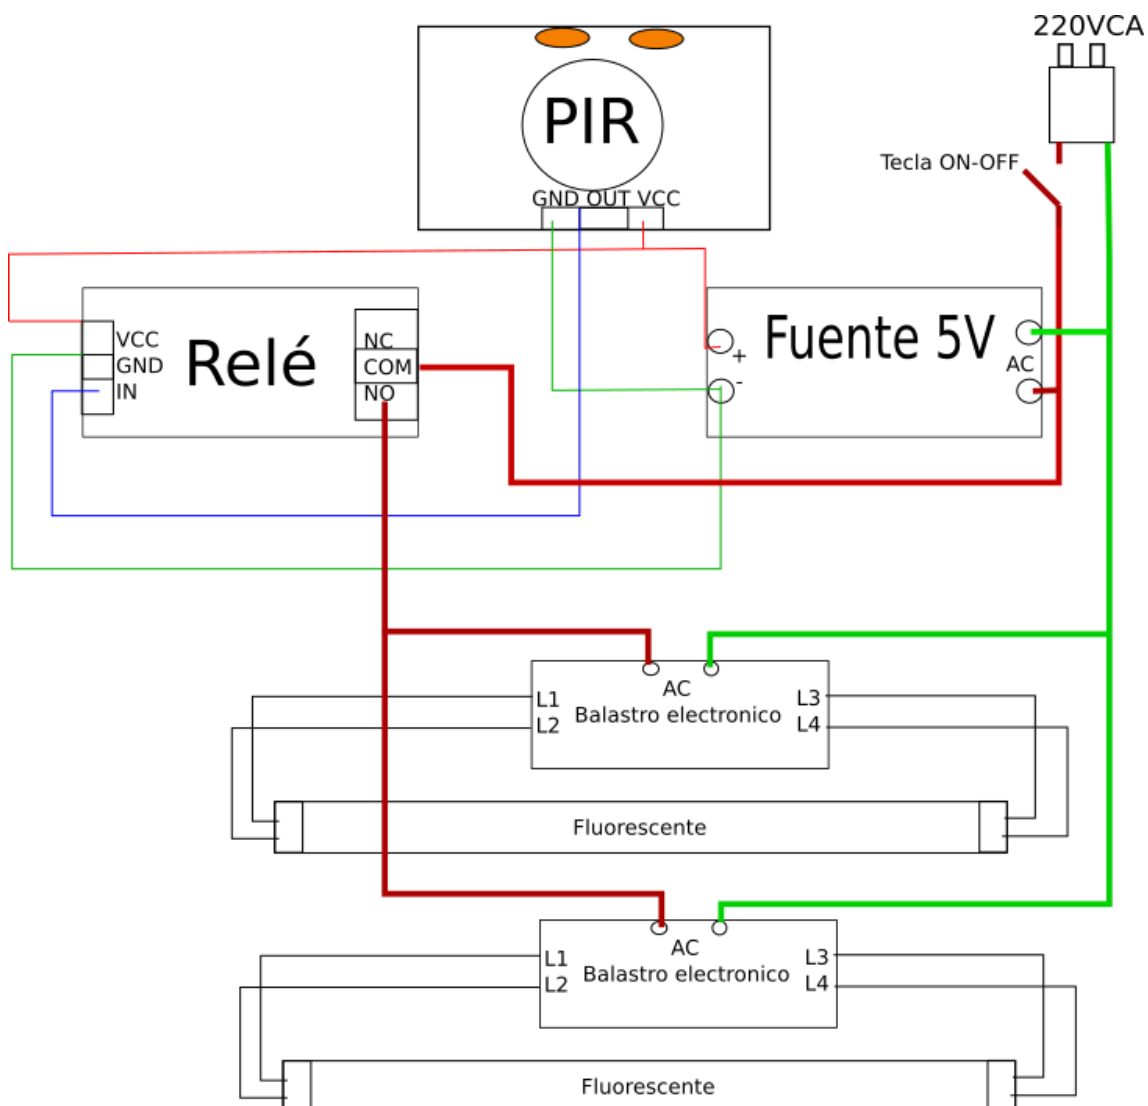 220VCA
PIR
Tecla ON-OFF
GND OUT VCC
VCC
GND
IN
Relé
NC
COM
NO
Fuente 5V
+
-
AC
AC
Balastro electronico
L1
L2
L3
L4
Fluorescente
AC
Balastro electronico
L1
L2
L3
L4
Fluorescente